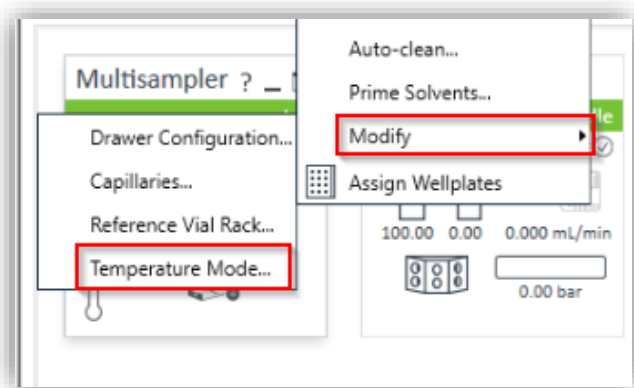 Multisampler ? _
Auto-clean...
Prime Solvents...
Modify
Assign Wellplates
Drawer Configuration...
Capillaries...
Reference Vial Rack...
Temperature Mode...
100.00 0.00 0.000 mL/min
0.00 bar